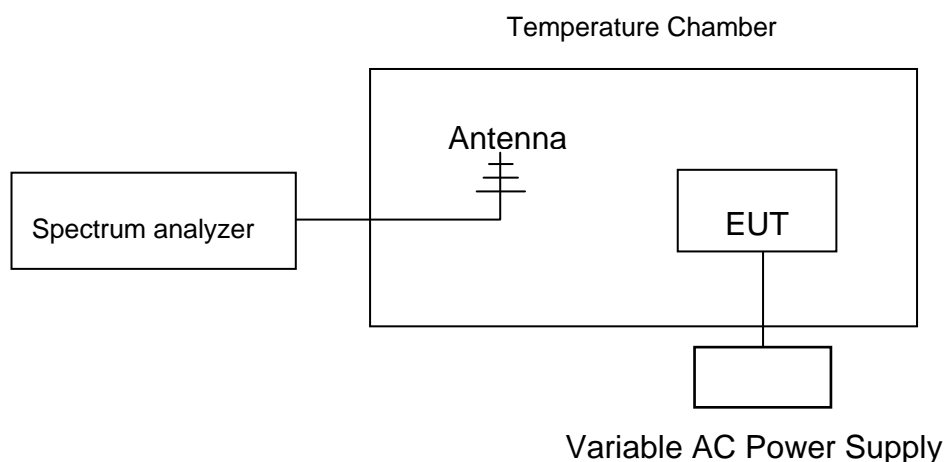 Temperature Chamber
Antenna
Spectrum analyzer
EUT
Variable AC Power Supply